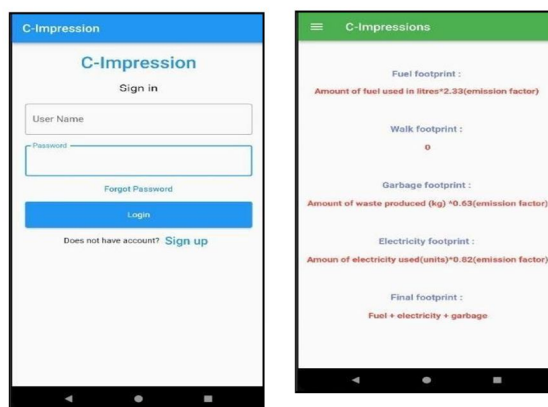 C-Impression
C-Impression
Sign in
User Name
Password
Forgot Password
Login
Does not have account? Sign up
C-Impressions
Fuel footprint :
Amount of fuel used in litres*2.33(emission factor)
Walk footprint :
0
Garbage footprint :
Amount of waste produced (kg) *0.63(emission factor)
Electricity footprint :
Amoun of electricity used(units)*0.82(emission factor)
Final footprint :
Fuel + electricity + garbage